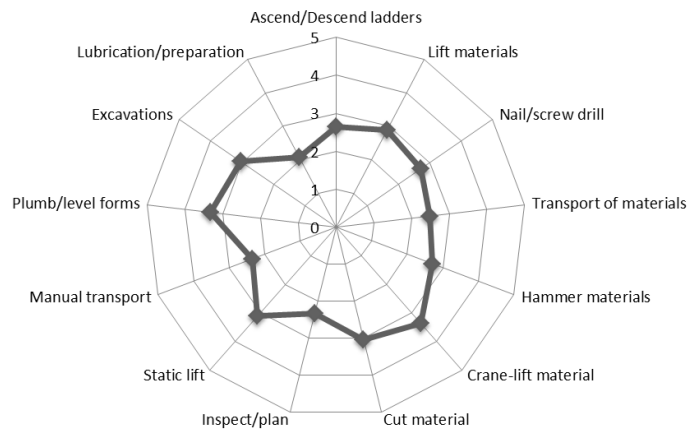 Ascend/Descend ladders
Lift materials
Nail/screw drill
Transport of materials
Hammer materials
Crane-lift material
Cut material
Inspect/plan
Static lift
Manual transport
Plumb/level forms
Excavations
Lubrication/preparation
5
4
3
2
1
0